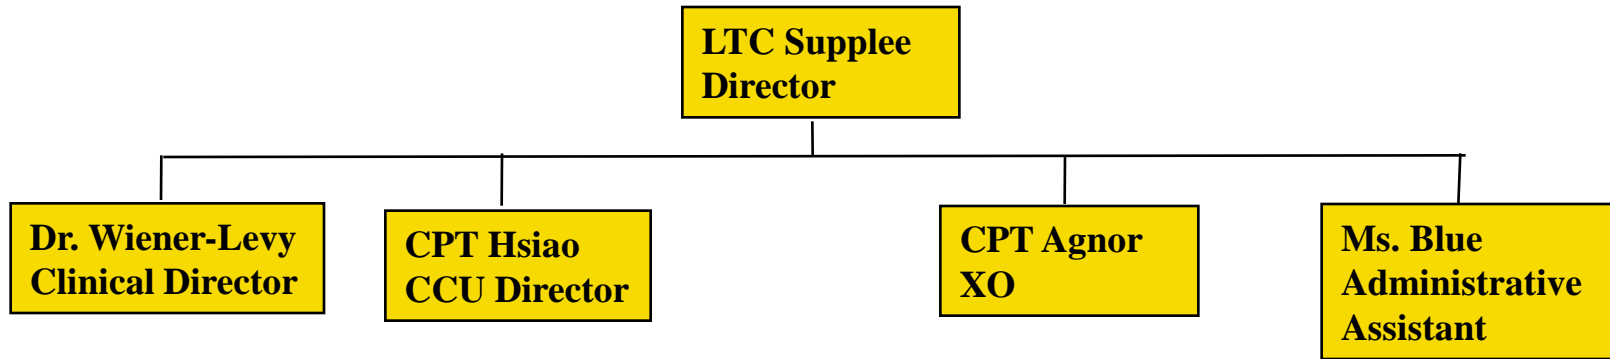 LTC Supplee
Director
Dr. Wiener-Levy
Clinical Director
CPT Hsiao
CCU Director
CPT Agnor
XO
Ms. Blue
Administrative
Assistant